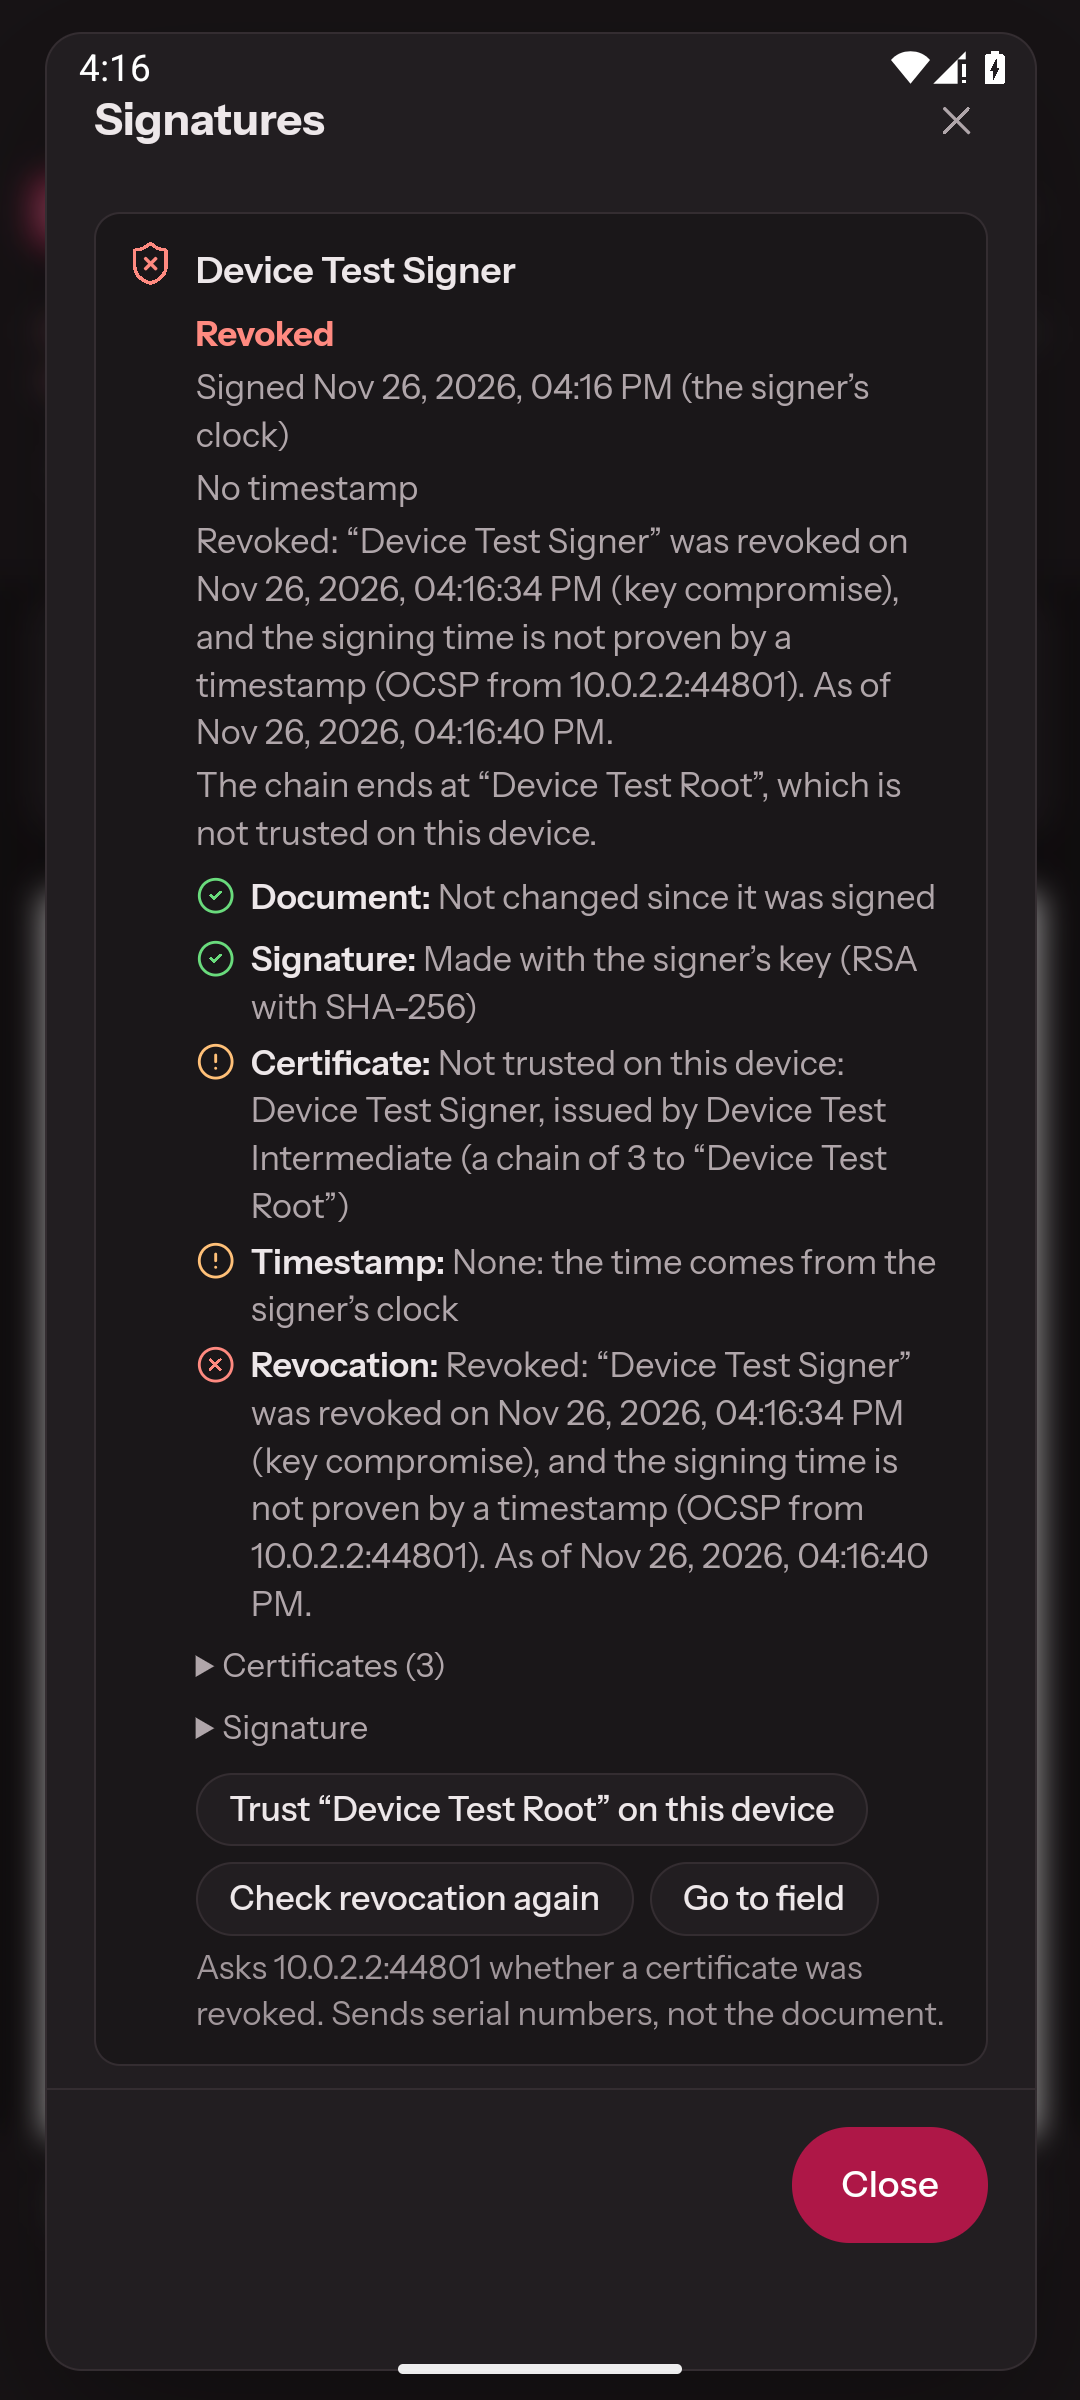 4:16
Signatures
Device Test Signer
Revoked
Signed Nov 26, 2026, 04:16 PM (the signer’s
clock)
No timestamp
Revoked: “Device Test Signer” was revoked on
Nov 26, 2026, 04:16:34 PM (key compromise),
and the signing time is not proven by a
timestamp (OCSP from 10.0.2.2:44801). As of
Nov 26, 2026, 04:16:40 PM.
The chain ends at “Device Test Root”, which is
not trusted on this device.
Document: Not changed since it was signed
Signature: Made with the signer’s key (RSA
with SHA-256)
Certificate: Not trusted on this device:
Device Test Signer, issued by Device Test
Intermediate (a chain of 3 to “Device Test
Root”)
Timestamp: None: the time comes from the
signer’s clock
Revocation: Revoked: “Device Test Signer”
was revoked on Nov 26, 2026, 04:16:34 PM
(key compromise), and the signing time is
not proven by a timestamp (OCSP from
10.0.2.2:44801). As of Nov 26, 2026, 04:16:40
PM.
Certificates (3)
Signature
Trust “Device Test Root” on this device
Check revocation again
Go to field
Asks 10.0.2.2:44801 whether a certificate was
revoked. Sends serial numbers, not the document.
Close